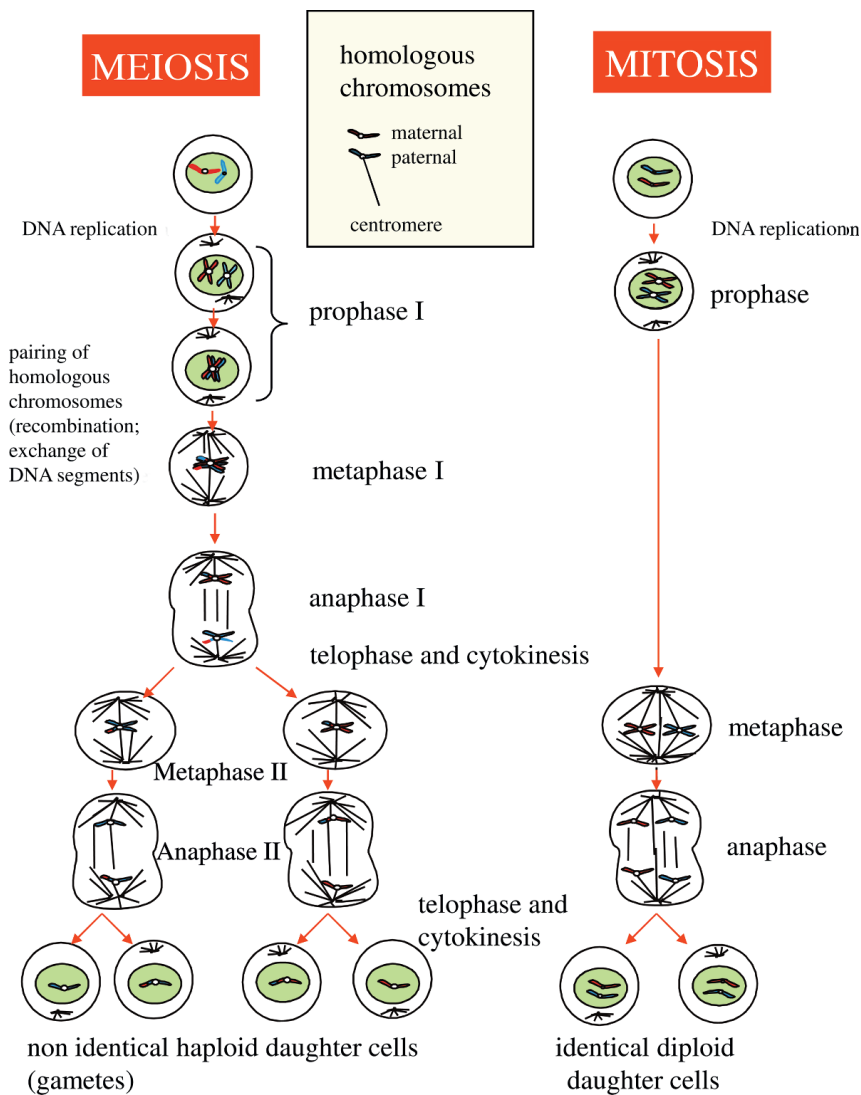 MEIOSIS
homologous
chromosomes
maternal
paternal
centromere
MITOSIS
DNA replication
prophase I
pairing of
homologous
chromosomes
(recombination;
exchange of
DNA segments)
metaphase I
anaphase I
telophase and cytokinesis
Metaphase II
Anaphase II
telophase and
cytokinesis
non identical haploid daughter cells
(gametes)
DNA replicationn
prophase
metaphase
anaphase
identical diploid
daughter cells